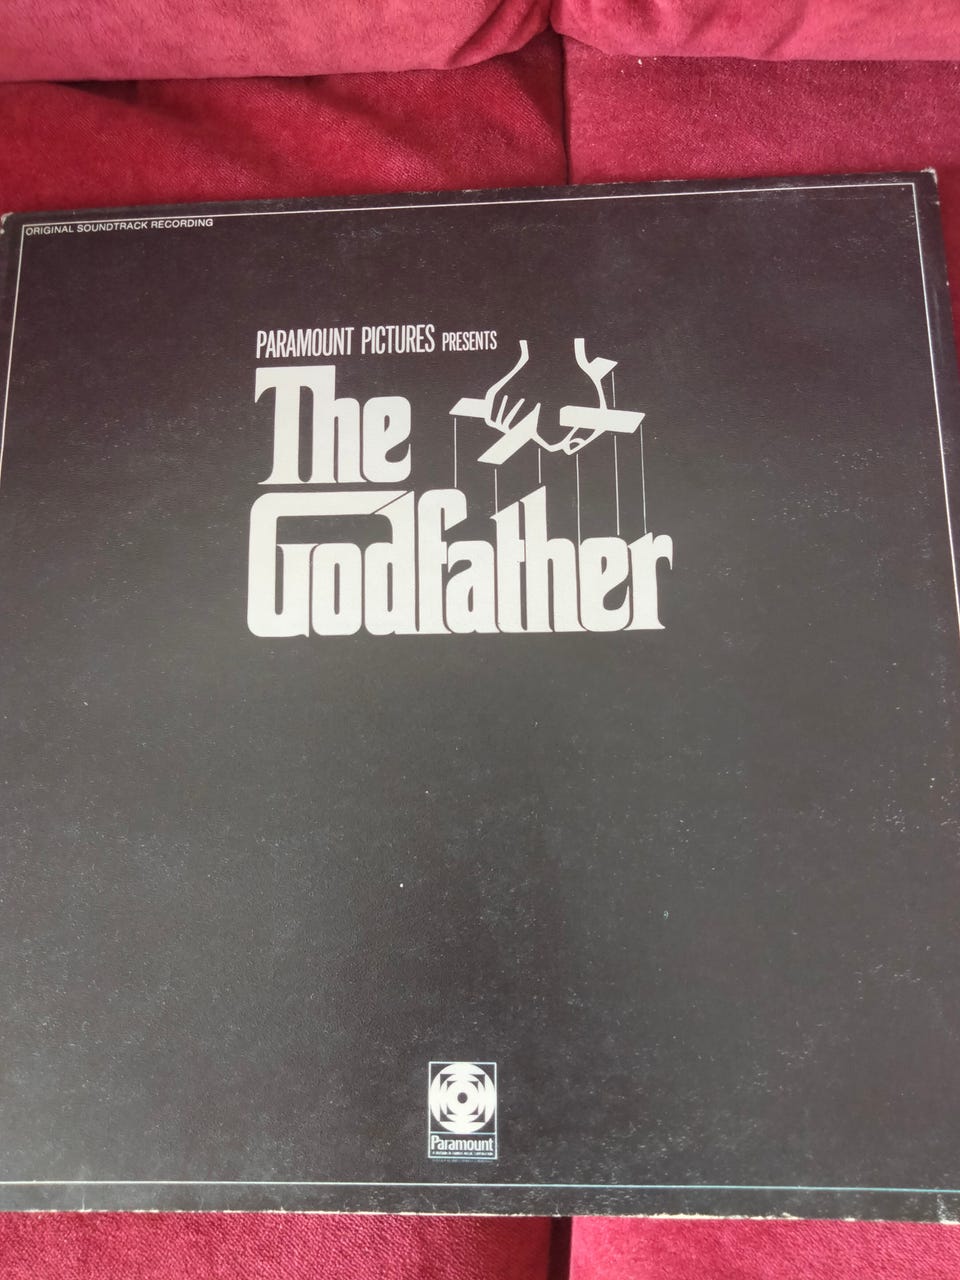 ORIGINAL SOUNDTRACK RECORDING
PARAMOUNT PICTURES PRESENTS
The
Godfather
Paramount